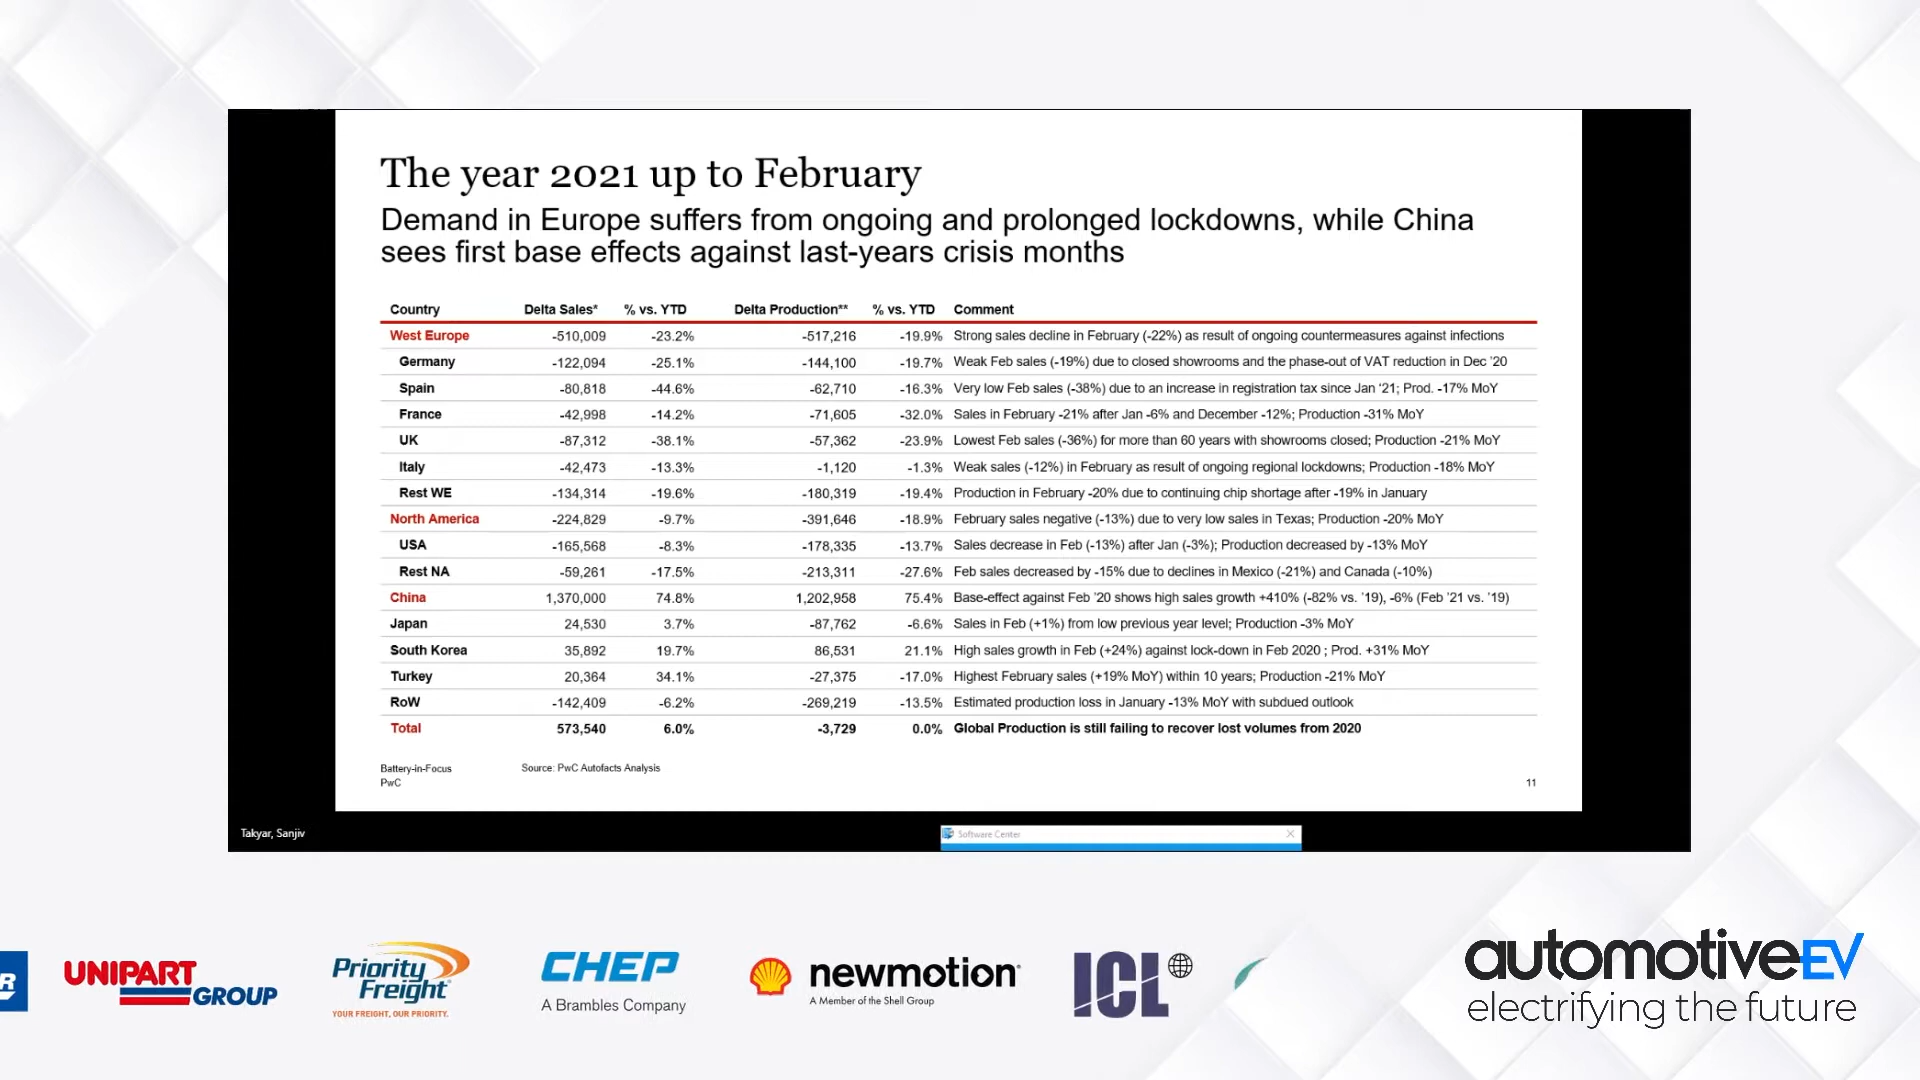 The year 2021 up to February
Demand in Europe suffers from ongoing and prolonged lockdowns, while China
sees first base effects against last-years crisis months
Country Delta Sales* % vs. YTD Delta Production** % vs. YTD Comment
West Europe -510,009 -23.2% -517,216 -19.9% Strong sales decline in February (-22%) as result of ongoing countermeasures against infections
Germany -122,094 -25.1% -144,100 -19.7% Weak Feb sales (-19%) due to closed showrooms and the phase-out of VAT reduction in Dec '20
Spain -80,818 -44.6% -62,710 -16.3% Very low Feb sales (-38%) due to an increase in registration tax since Jan '21; Prod. -17% MoY
France -42,998 -14.2% -71,605 -32.0% Sales in February -21% after Jan -6% and December -12%; Production -31% MoY
UK -87,312 -38.1% -57,362 -23.9% Lowest Feb sales (-36%) for more than 60 years with showrooms closed; Production -21% MoY
Italy -42,473 -13.3% -1,120 -1.3% Weak sales (-12%) in February as result of ongoing regional lockdowns; Production -18% MoY
Rest WE -134,314 -19.6% -180,319 -19.4% Production in February -20% due to continuing chip shortage after -19% in January
North America -224,829 -9.7% -391,646 -18.9% February sales negative (-13%) due to very low sales in Texas; Production -20% MoY
USA -165,568 -8.3% -178,335 -13.7% Sales decrease in Feb (-13%) after Jan (-3%); Production decreased by -13% MoY
Rest NA -59,261 -17.5% -213,311 -27.6% Feb sales decreased by -15% due to declines in Mexico (-21%) and Canada (-10%)
China 1,370,000 74.8% 1,202,958 75.4% Base-effect against Feb '20 shows high sales growth +410% (-82% vs. '19), -6% (Feb '21 vs. '19)
Japan 24,530 3.7% -87,762 -6.6% Sales in Feb (+1%) from low previous year level; Production -3% MoY
South Korea 35,892 19.7% 86,531 21.1% High sales growth in Feb (+24%) against lock-down in Feb 2020 ; Prod. +31% MoY
Turkey 20,364 34.1% -27,375 -17.0% Highest February sales (+19% MoY) within 10 years; Production -21% MoY
RoW -142,409 -6.2% -269,219 -13.5% Estimated production loss in January -13% MoY with subdued outlook
Total 573,540 6.0% -3,729 0.0% Global Production is still failing to recover lost volumes from 2020
Battery-in-Focus Source: PwC Autofacts Analysis
PwC 11
Takyar, Sanjiv
Software Center
R
UNIPART
GROUP
Priority
Freight
YOUR FREIGHT, OUR PRIORITY.
CHEP
A Brambles Company
newmotion
A Member of the Shell Group
ICL
automotiveEV
electrifying the future